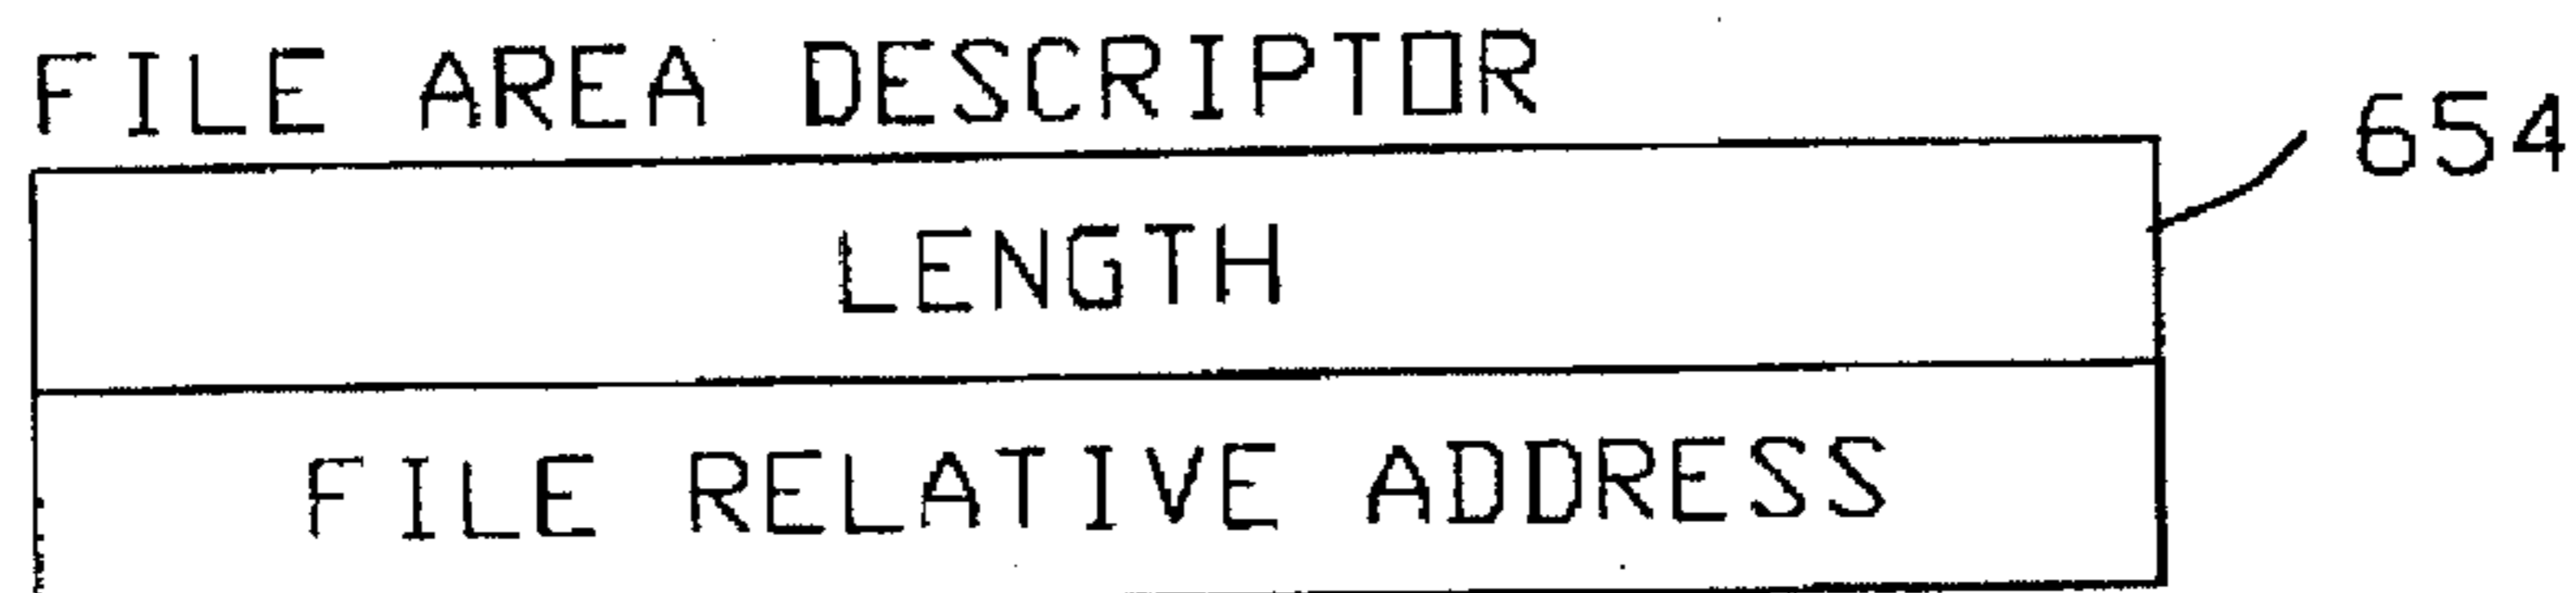 FILE AREA DESCRIPTOR
654
LENGTH
FILE RELATIVE ADDRESS